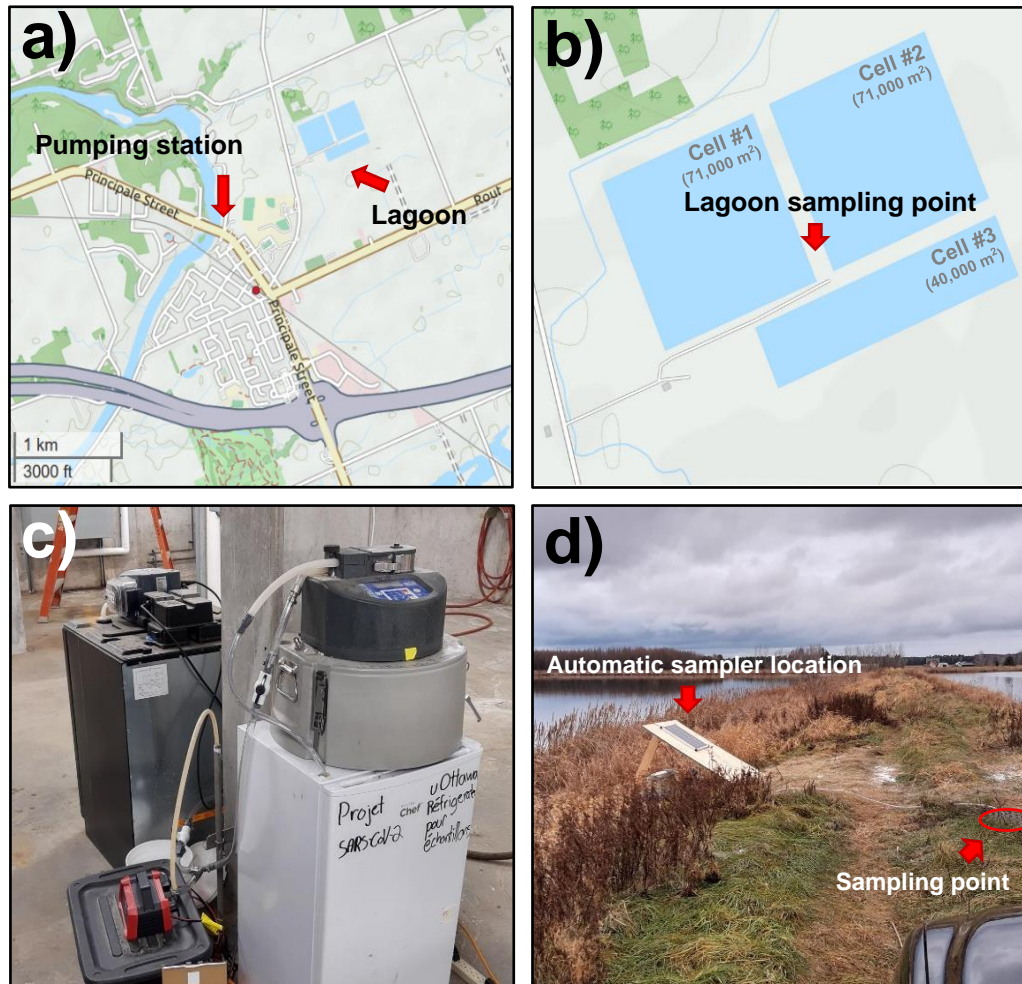 a)
Pumping station
Principale Street
Lagoon
Rout
Principale Street
1 km
3000 ft
b)
Cell #2
(71,000 m²)
Cell #1
(71,000 m²)
Lagoon sampling point
Cell #3
(40,000 m²)
c)
Projet
SARS-CoV-2
chef
uOttawa
Réfrigerate
pour
échantillons
d)
Automatic sampler location
Sampling point